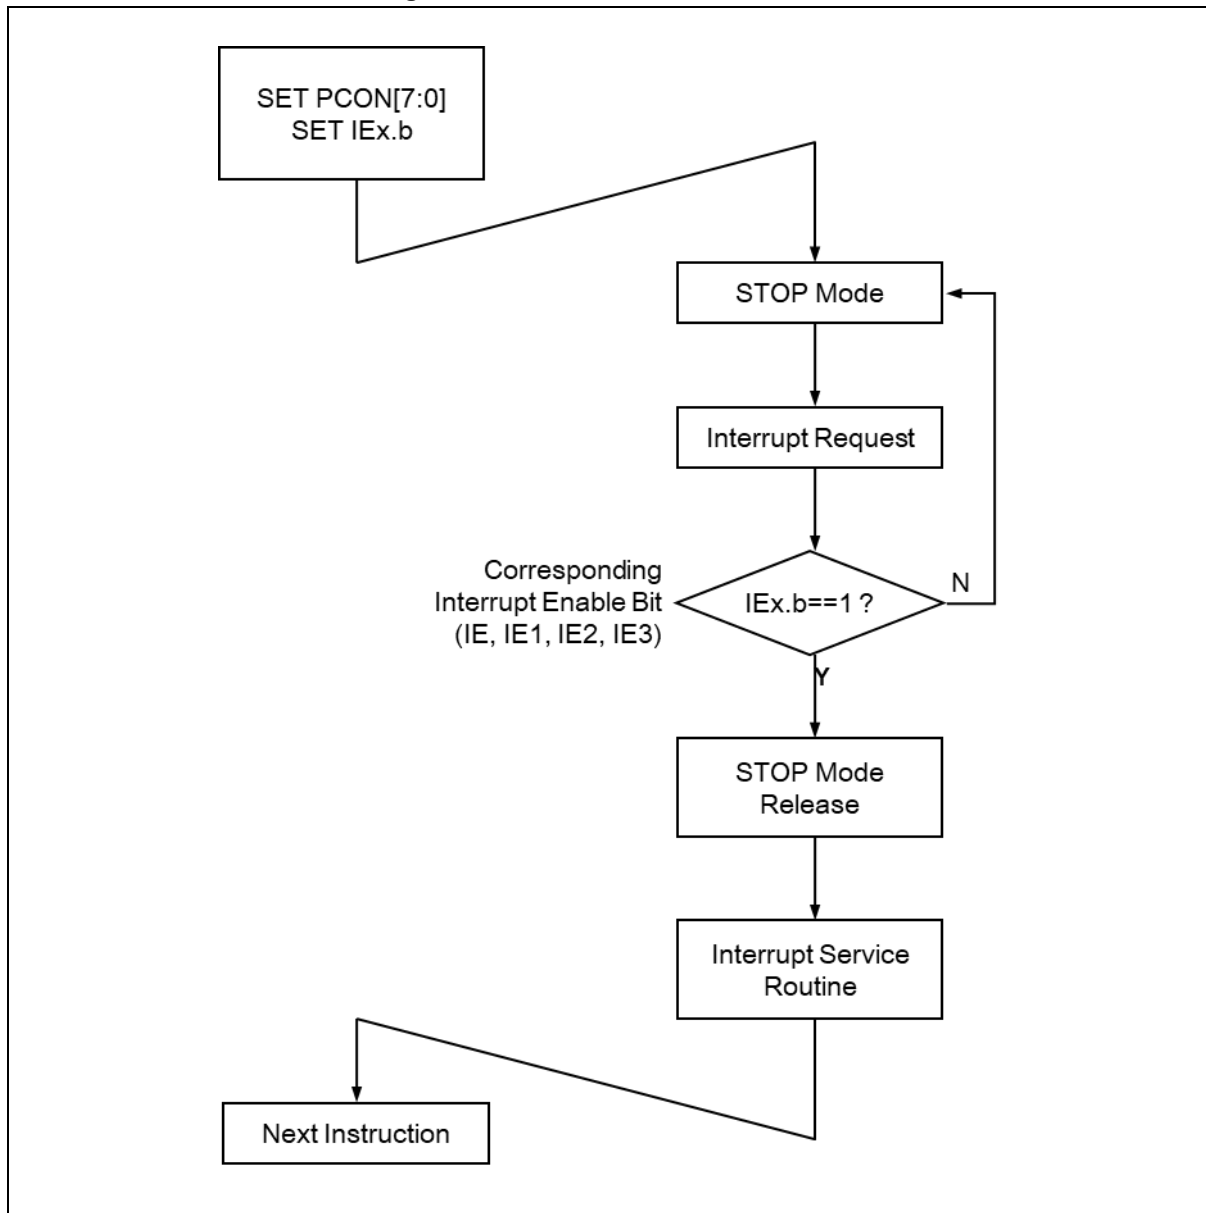 SET PCON[7:0]
SET IEx.b
STOP Mode
Interrupt Request
Corresponding
Interrupt Enable Bit
(IE, IE1, IE2, IE3)
IEx.b==1 ?
N
Y
STOP Mode
Release
Interrupt Service
Routine
Next Instruction